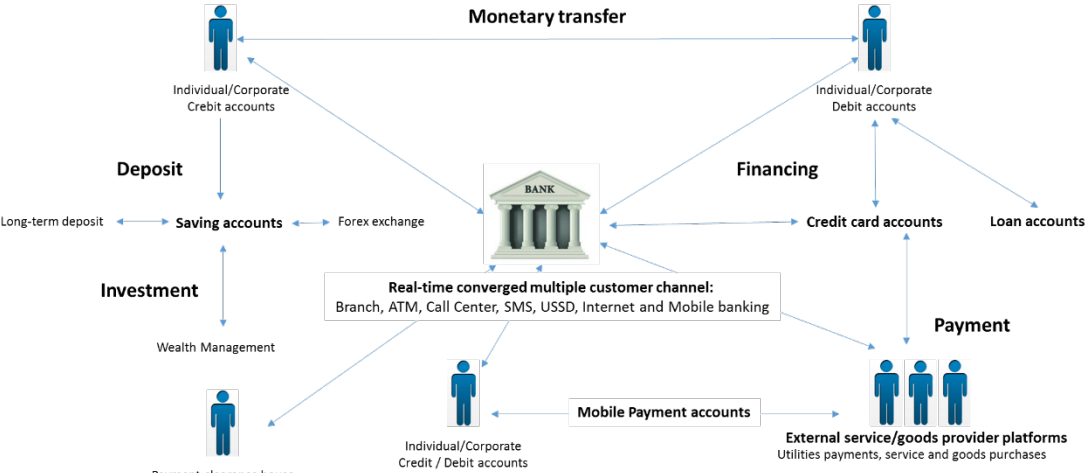 Monetary transfer
Individual/Corporate
Crebit accounts
Individual/Corporate
Debit accounts
Deposit
Financing
BANK
Long-term deposit
Saving accounts
Forex exchange
Credit card accounts
Loan accounts
Investment
Real-time converged multiple customer channel:
Branch, ATM, Call Center, SMS, USSD, Internet and Mobile banking
Payment
Wealth Management
Mobile Payment accounts
External service/goods provider platforms
Utilities payments, service and goods purchases
Individual/Corporate
Credit / Debit accounts